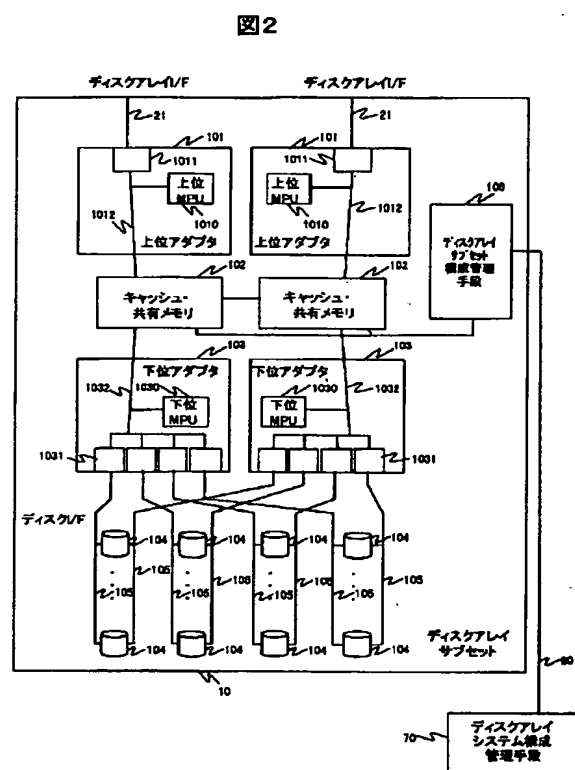 図2
ディスクアレイI/F
ディスクアレイI/F
21
21
101
101
1011
1011
上位
MPU
上位
MPU
1010
1010
1012
1012
上位アダプタ
上位アダプタ
106
ディスクアレイ
サブセット
構成管理
手段
102
102
キャッシュ・
共有メモリ
キャッシュ・
共有メモリ
103
103
下位アダプタ
下位アダプタ
1032
1030
1030
1032
下位
MPU
下位
MPU
1031
1031
ディスクI/F
104
104
104
104
105
105
105
105
105
105
105
105
104
104
104
104
ディスクアレイ
サブセット
10
70
ディスクアレイ
システム構成
管理手段